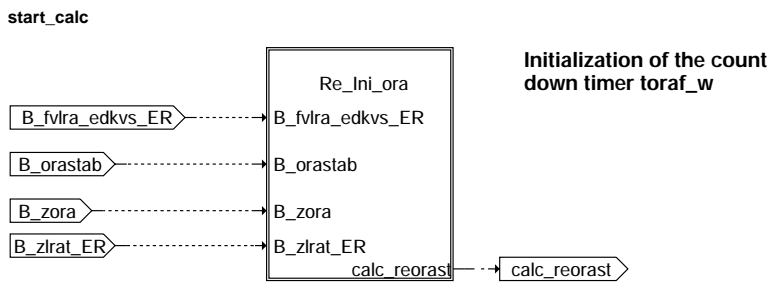 start_calc
Initialization of the count
down timer toraf_w
Re_Ini_ora
B_fvlra_edkvs_ER B_fvlra_edkvs_ER
B_orastab B_orastab
B_zora B_zora
B_zlrat_ER B_zlrat_ER
calc_reorast calc_reorast